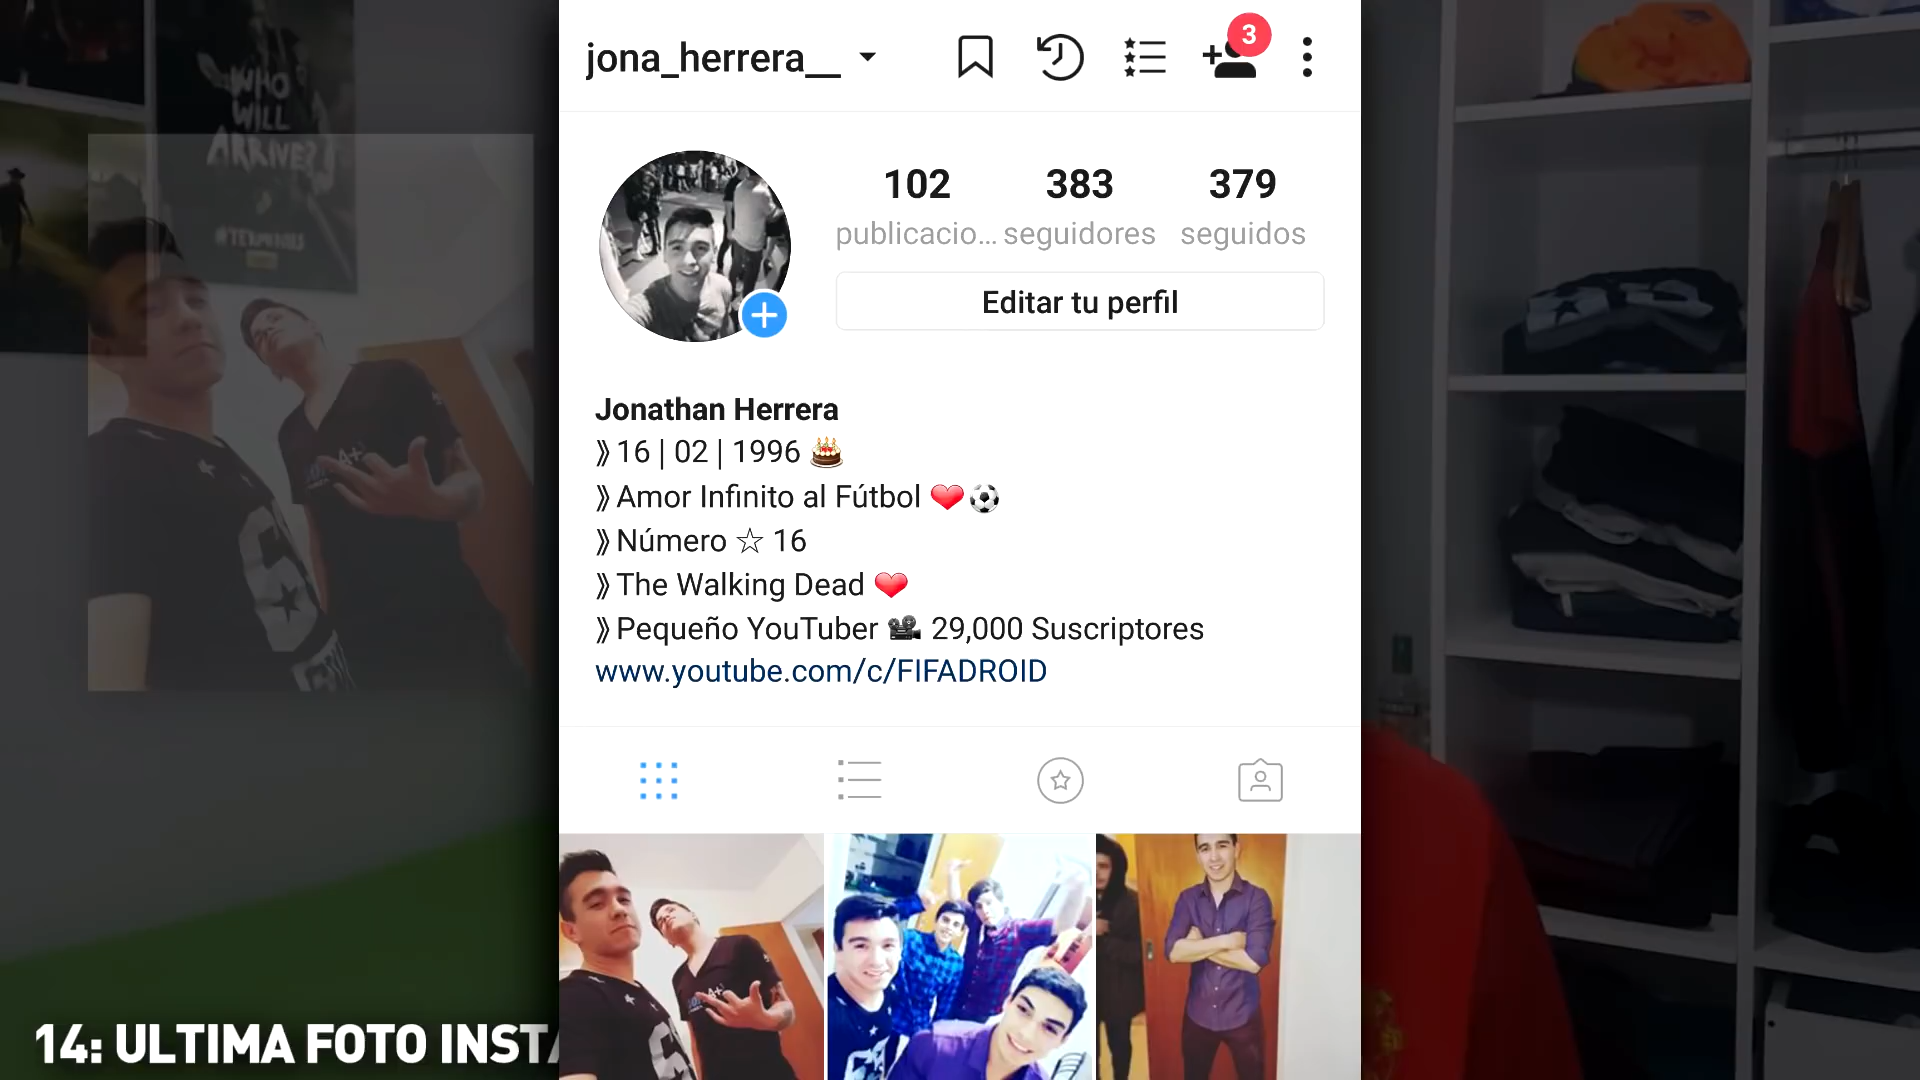 jona_herrera__
3
102
383
379
publicacio...
seguidores
seguidos
Editar tu perfil
Jonathan Herrera
⟫ 16 | 02 | 1996 🎂
⟫ Amor Infinito al Fútbol ❤️⚽
⟫ Número ☆ 16
⟫ The Walking Dead ❤️
⟫ Pequeño YouTuber 🎥 29,000 Suscriptores
www.youtube.com/c/FIFADROID
WHO
WILL
ARRIVE?
14: ULTIMA FOTO INST